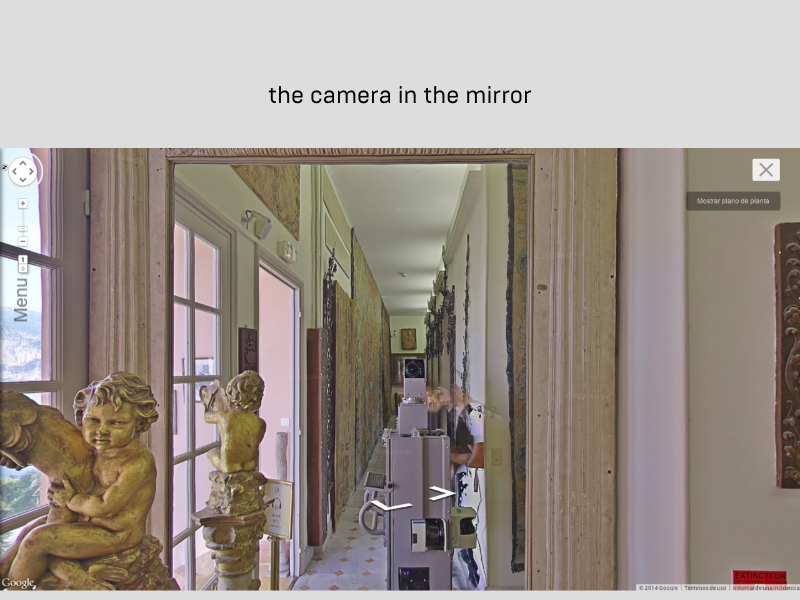 the camera in the mirror
Mostrar plano de planta
Menu
Google
© 2014 Google
Términos de uso
Informar de una incidencia
EXTINCTEUR